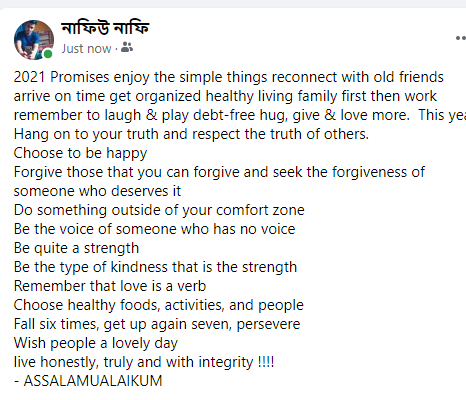 নাফিউ নাফি
Just now ·
2021 Promises enjoy the simple things reconnect with old friends
arrive on time get organized healthy living family first then work
remember to laugh & play debt-free hug, give & love more. This
Hang on to your truth and respect the truth of others.
Choose to be happy
Forgive those that you can forgive and seek the forgiveness of
someone who deserves it
Do something outside of your comfort zone
Be the voice of someone who has no voice
Be quite a strength
Be the type of kindness that is the strength
Remember that love is a verb
Choose healthy foods, activities, and people
Fall six times, get up again seven, persevere
Wish people a lovely day
live honestly, truly and with integrity !!!!
- ASSALAMUALAIKUM